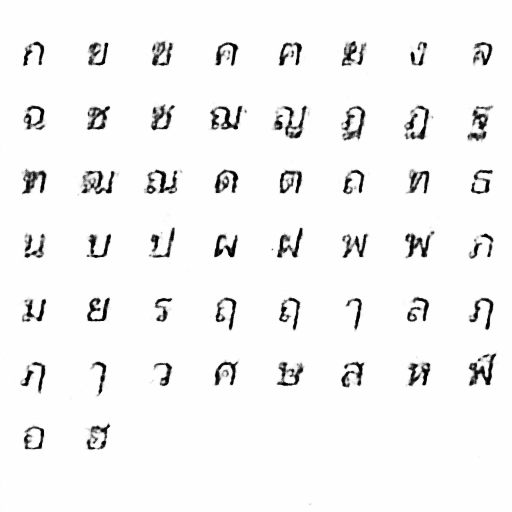 ก ข ฃ ค ฅ ฆ ง จ
ฉ ช ซ ฌ ญ ฎ ฏ ฐ
ฑ ฒ ณ ด ต ถ ท ธ
น บ ป ผ ฝ พ ฟ ภ
ม ย ร ฤ ฤ ๅ ล ฦ
ฦ ๅ ว ศ ษ ส ห ฬ
อ ฮ